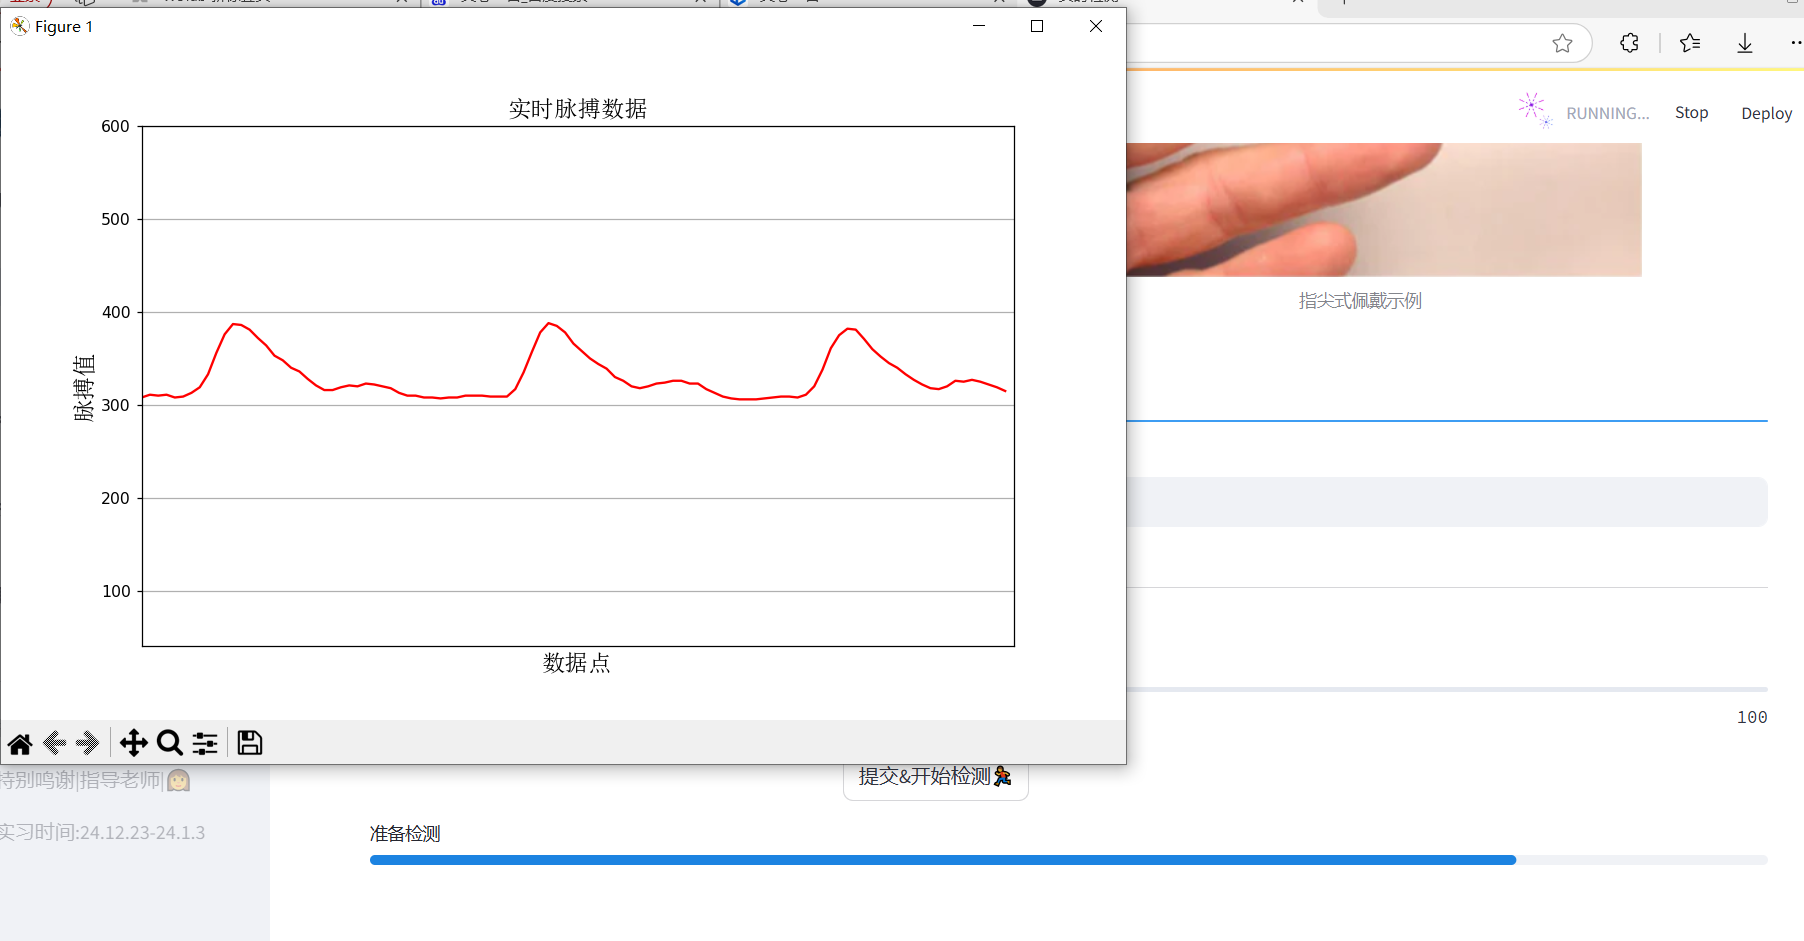 Figure 1
RUNNING...
Stop
Deploy
实时脉搏数据
600
500
400
300
200
100
脉搏值
数据点
指尖式佩戴示例
100
特别鸣谢|指导老师|
实习时间:24.12.23-24.1.3
提交&开始检测
准备检测